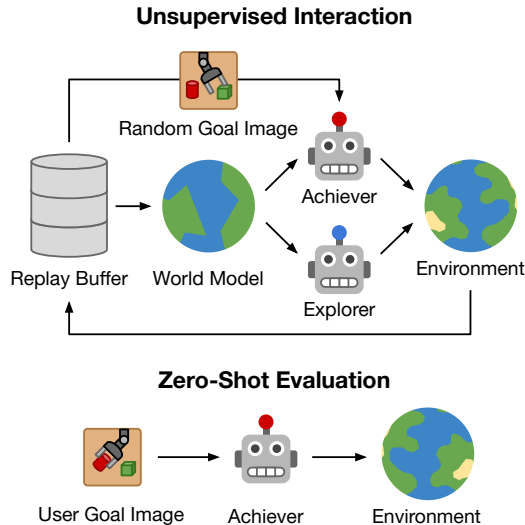 Unsupervised Interaction
Random Goal Image
Achiever
Replay Buffer
World Model
Explorer
Environment
Zero-Shot Evaluation
User Goal Image
Achiever
Environment